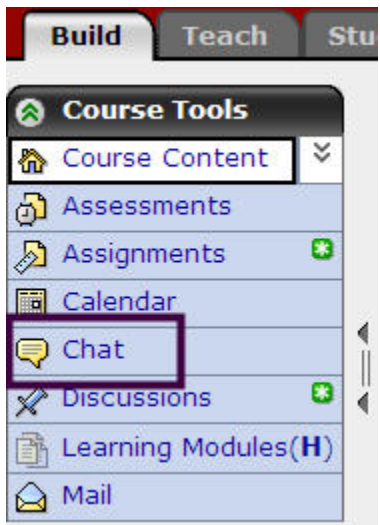 Build Teach Stu
Course Tools
Course Content
Assessments
Assignments
Calendar
Chat
Discussions
Learning Modules(H)
Mail